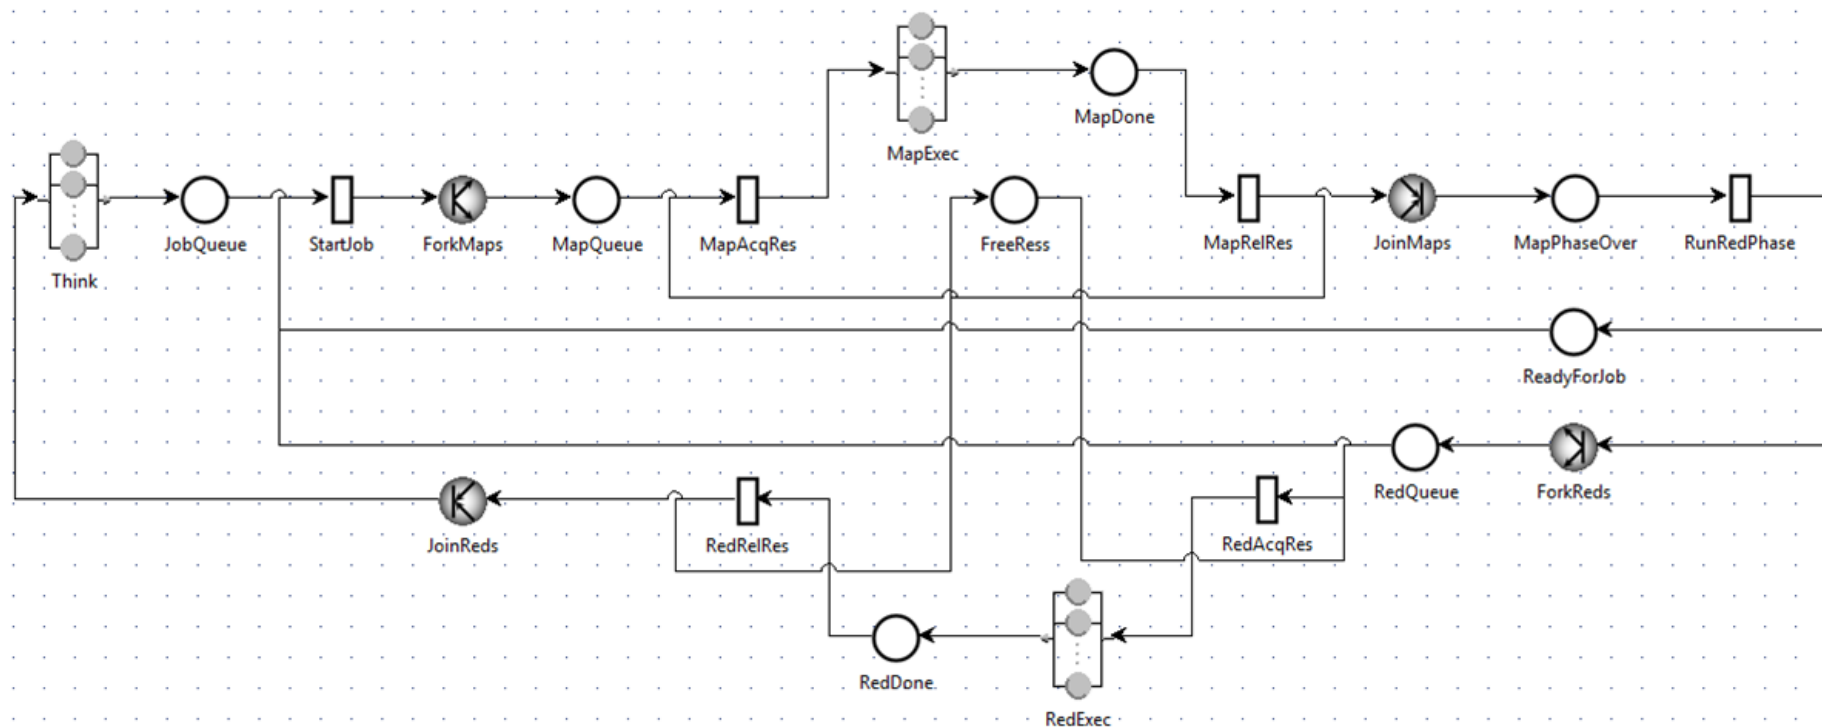 MapDone
MapExec
Think
JobQueue
StartJob
ForkMaps
MapQueue
MapAcqRes
FreeRess
MapRelRes
JoinMaps
MapPhaseOver
RunRedPhase
ReadyForJob
RedQueue
ForkReds
JoinReds
RedRelRes
RedAcqRes
RedDone
RedExec